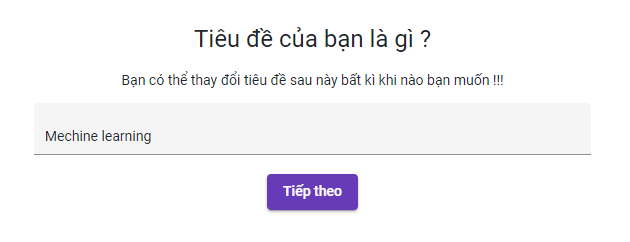 Tiêu đề của bạn là gì ?
Bạn có thể thay đổi tiêu đề sau này bất kì khi nào bạn muốn !!!
Mechine learning
Tiếp theo